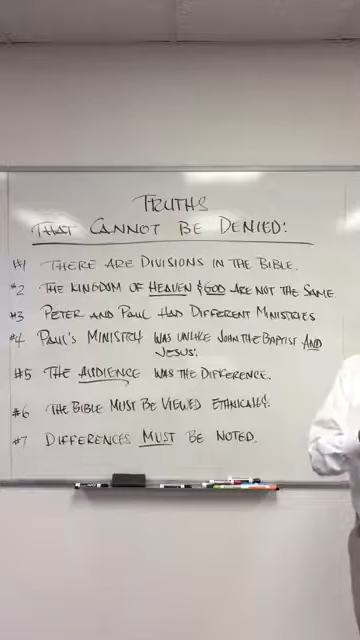 TRUTHS
THAT CANNOT BE DENIED:
#1 THERE ARE DIVISIONS IN THE BIBLE.
#2 THE KINGDOM OF HEAVEN & GOD ARE NOT THE SAME.
#3 PETER AND PAUL HAD DIFFERENT MINISTRIES
#4 PAUL'S MINISTRY WAS UNLIKE JOHN THE BAPTIST AND
JESUS'.
#5 THE AUDIENCE WAS THE DIFFERENCE.
#6 THE BIBLE MUST BE VIEWED ETHNICALLY.
#7 DIFFERENCES MUST BE NOTED.